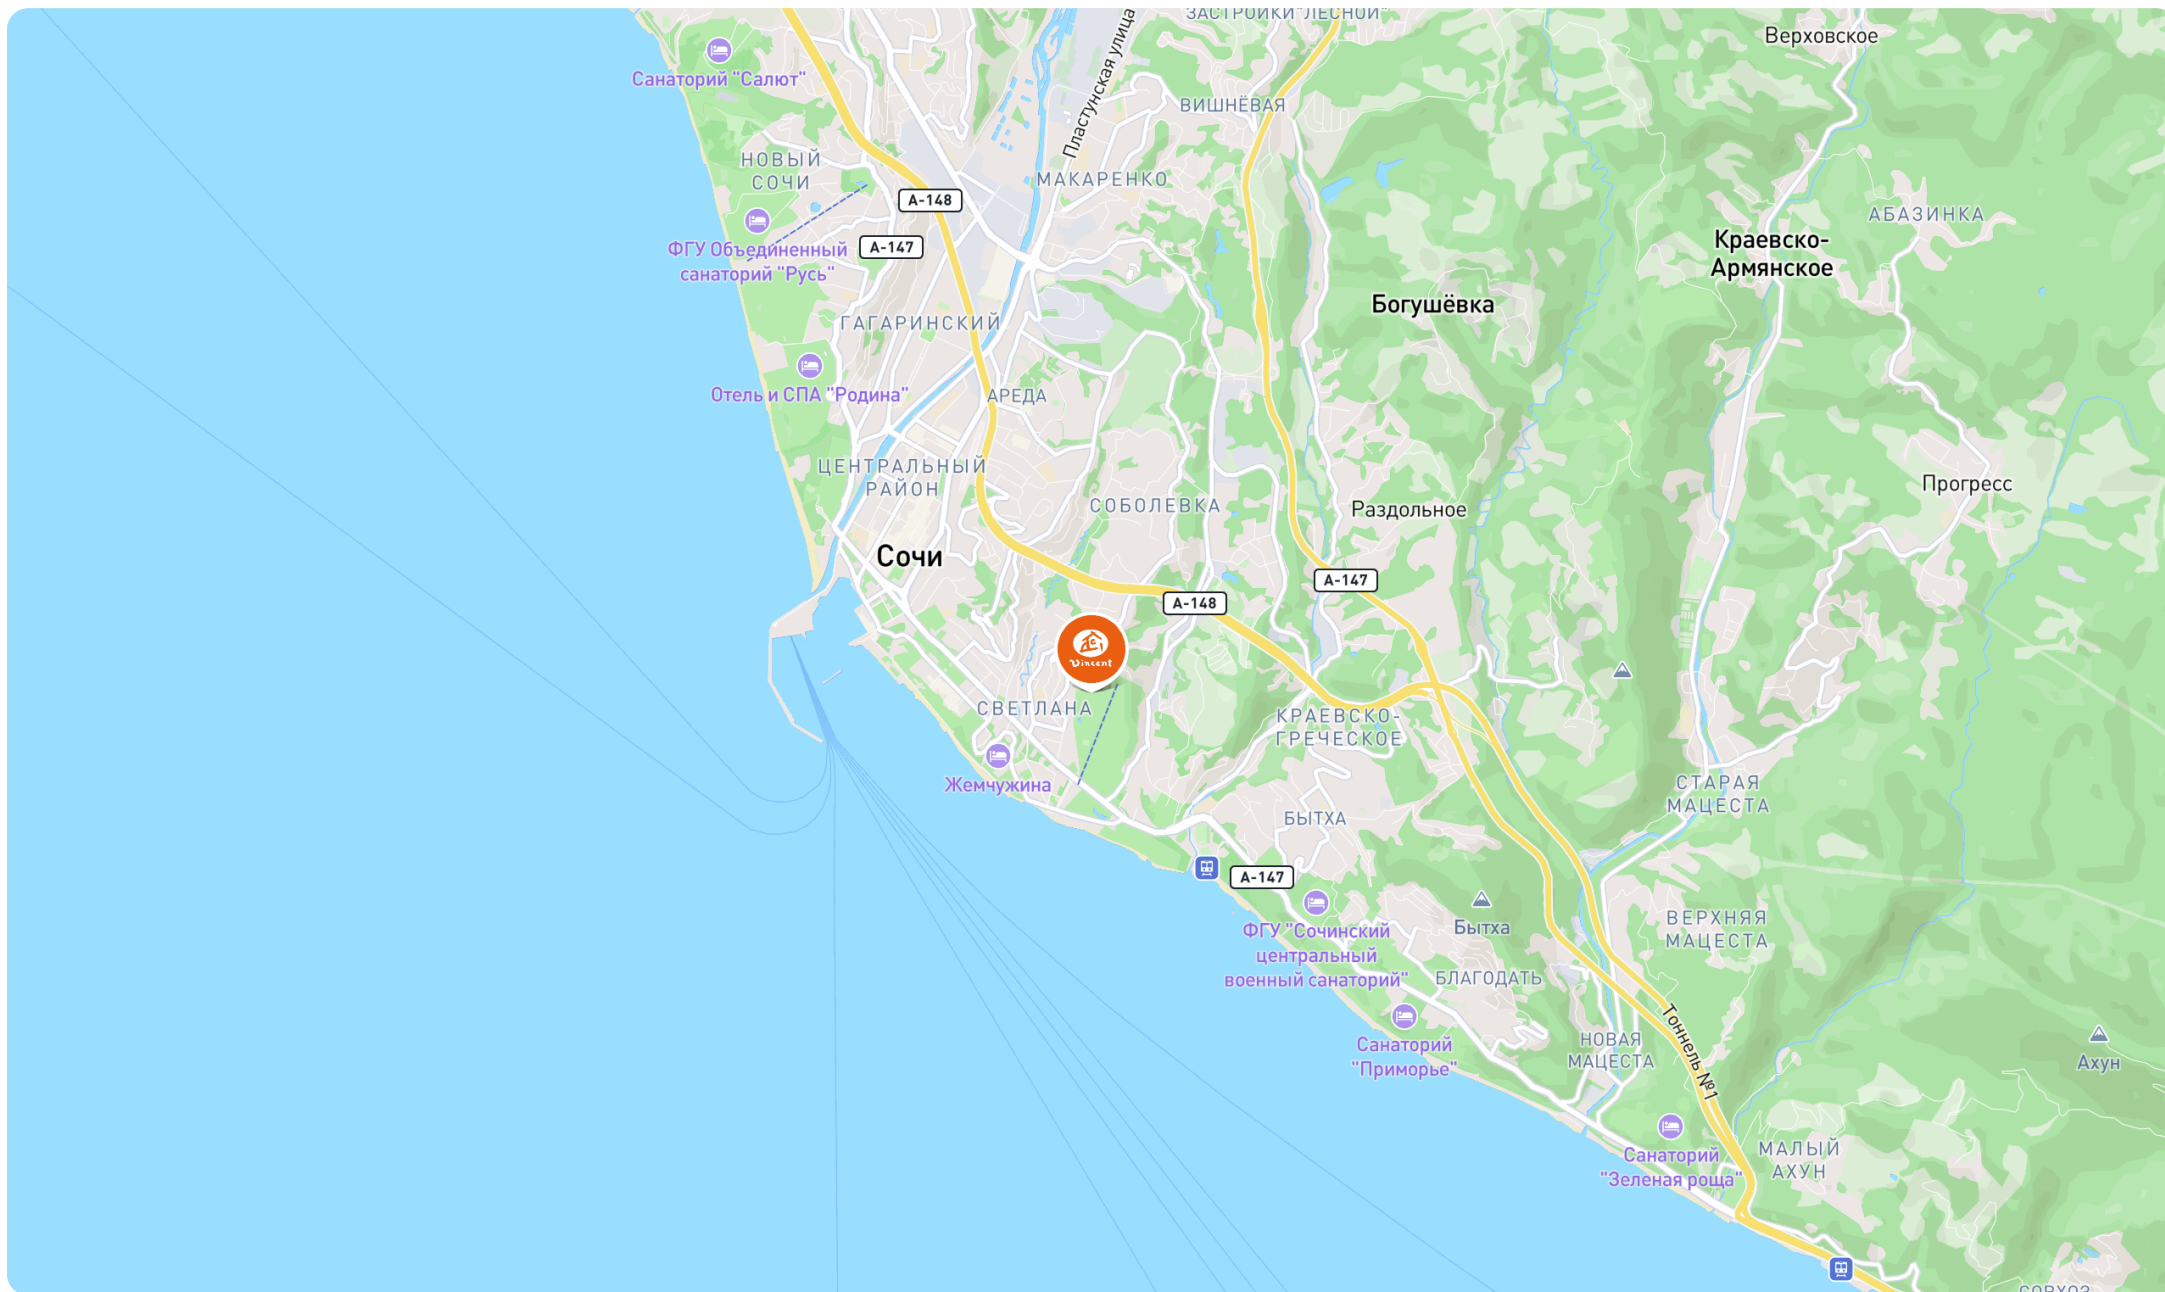 ЗАСТРОЙКИ "ЛЕСНОЙ"
Верховское
Санаторий "Салют"
Пластунская улица
ВИШНЁВАЯ
НОВЫЙ
СОЧИ
МАКАРЕНКО
А-148
АБАЗИНКА
А-147
ФГУ Объединенный
санаторий "Русь"
Краевско-
Армянское
Богушёвка
ГАГАРИНСКИЙ
Отель и СПА "Родина"
АРЕДА
ЦЕНТРАЛЬНЫЙ
РАЙОН
Прогресс
СОБОЛЕВКА
Раздольное
Сочи
А-147
А-148
Vincent
СВЕТЛАНА
КРАЕВСКО-
ГРЕЧЕСКОЕ
Жемчужина
СТАРАЯ
МАЦЕСТА
БЫТХА
А-147
ФГУ "Сочинский
центральный
военный санаторий"
Бытха
ВЕРХНЯЯ
МАЦЕСТА
БЛАГОДАТЬ
Санаторий
"Приморье"
НОВАЯ
МАЦЕСТА
Тоннель №1
Ахун
Санаторий
"Зеленая роща"
МАЛЫЙ
АХУН
СОВХОЗ